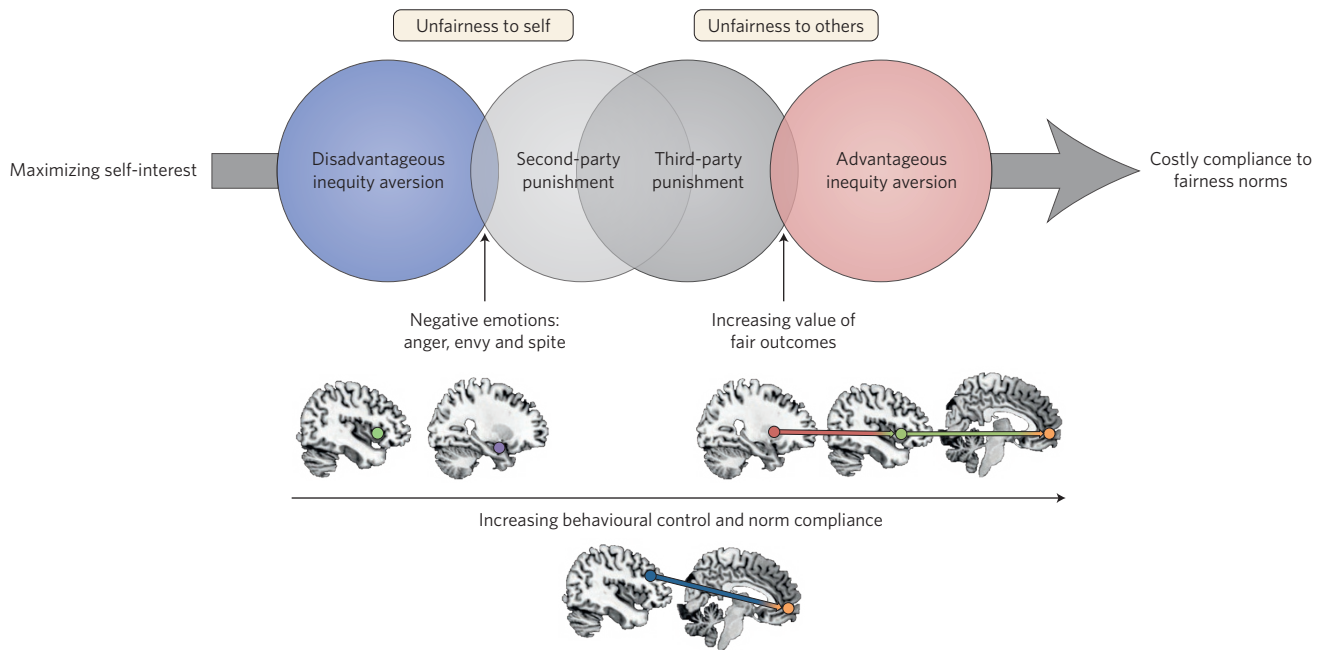 Unfairness to self
Unfairness to others
Maximizing self-interest
Disadvantageous
inequity aversion
Second-party
punishment
Third-party
punishment
Advantageous
inequity aversion
Costly compliance to
fairness norms
Negative emotions:
anger, envy and spite
Increasing value of
fair outcomes
Increasing behavioural control and norm compliance